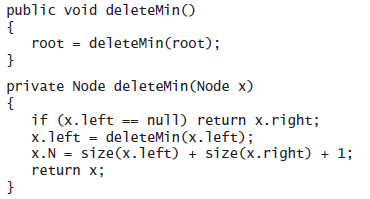 public void deleteMin()
{
   root = deleteMin(root);
}
private Node deleteMin(Node x)
{
   if (x.left == null) return x.right;
   x.left = deleteMin(x.left);
   x.N = size(x.left) + size(x.right) + 1;
   return x;
}